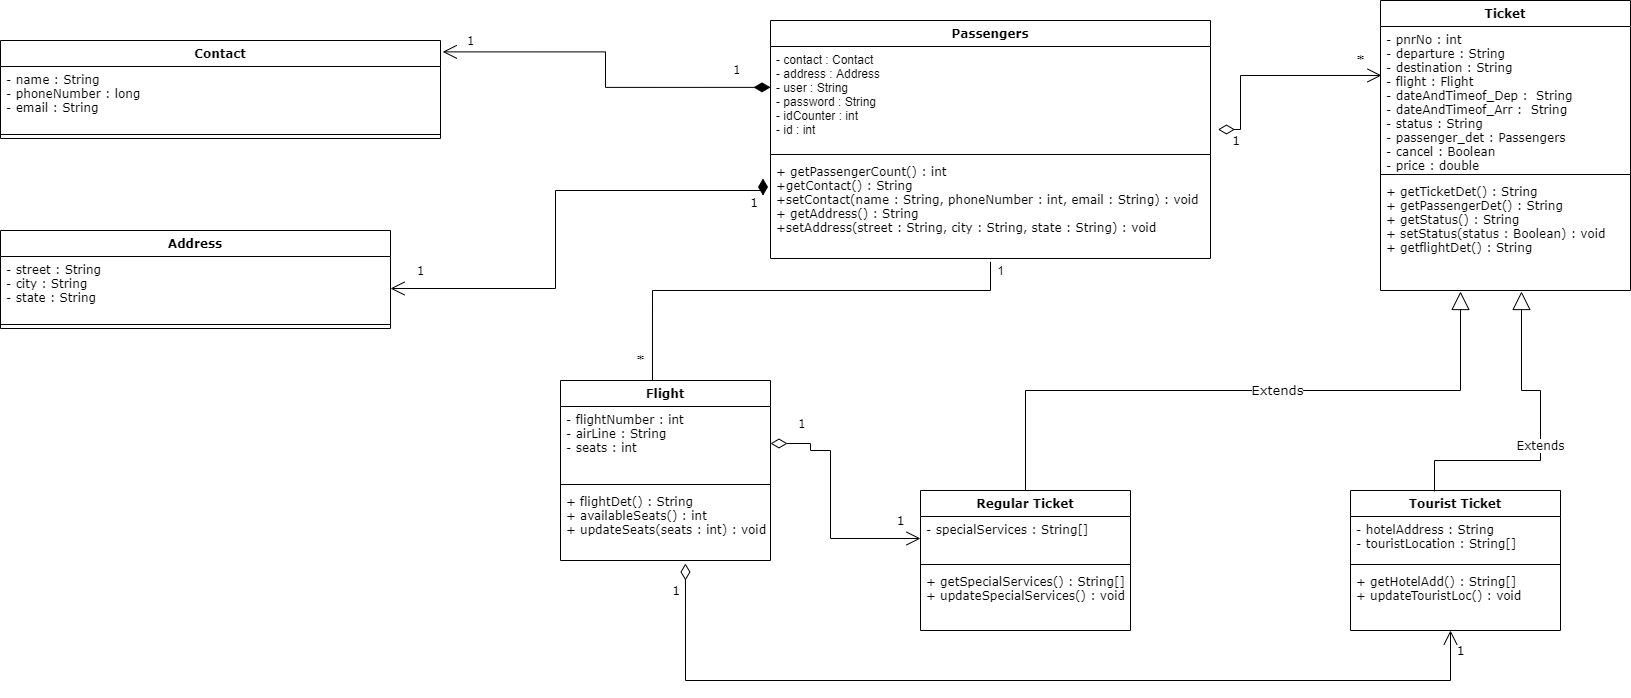 Contact
- name : String
- phoneNumber : long
- email : String
1
1
Passengers
- contact : Contact
- address : Address
- user : String
- password : String
- idCounter : int
- id : int
+ getPassengerCount() : int
+getContact() : String
+setContact(name : String, phoneNumber : int, email : String) : void
+ getAddress() : String
+setAddress(street : String, city : String, state : String) : void
*
1
Ticket
- pnrNo : int
- departure : String
- destination : String
- flight : Flight
- dateAndTimeof_Dep : String
- dateAndTimeof_Arr : String
- status : String
- passenger_det : Passengers
- cancel : Boolean
- price : double
+ getTicketDet() : String
+ getPassengerDet() : String
+ getStatus() : String
+ setStatus(status : Boolean) : void
+ getflightDet() : String
1
Address
- street : String
- city : String
- state : String
1
1
*
Flight
- flightNumber : int
- airLine : String
- seats : int
+ flightDet() : String
+ availableSeats() : int
+ updateSeats(seats : int) : void
1
1
Extends
Extends
Regular Ticket
- specialServices : String[]
+ getSpecialServices() : String[]
+ updateSpecialServices() : void
Tourist Ticket
- hotelAddress : String
- touristLocation : String[]
+ getHotelAdd() : String[]
+ updateTouristLoc() : void
1
1